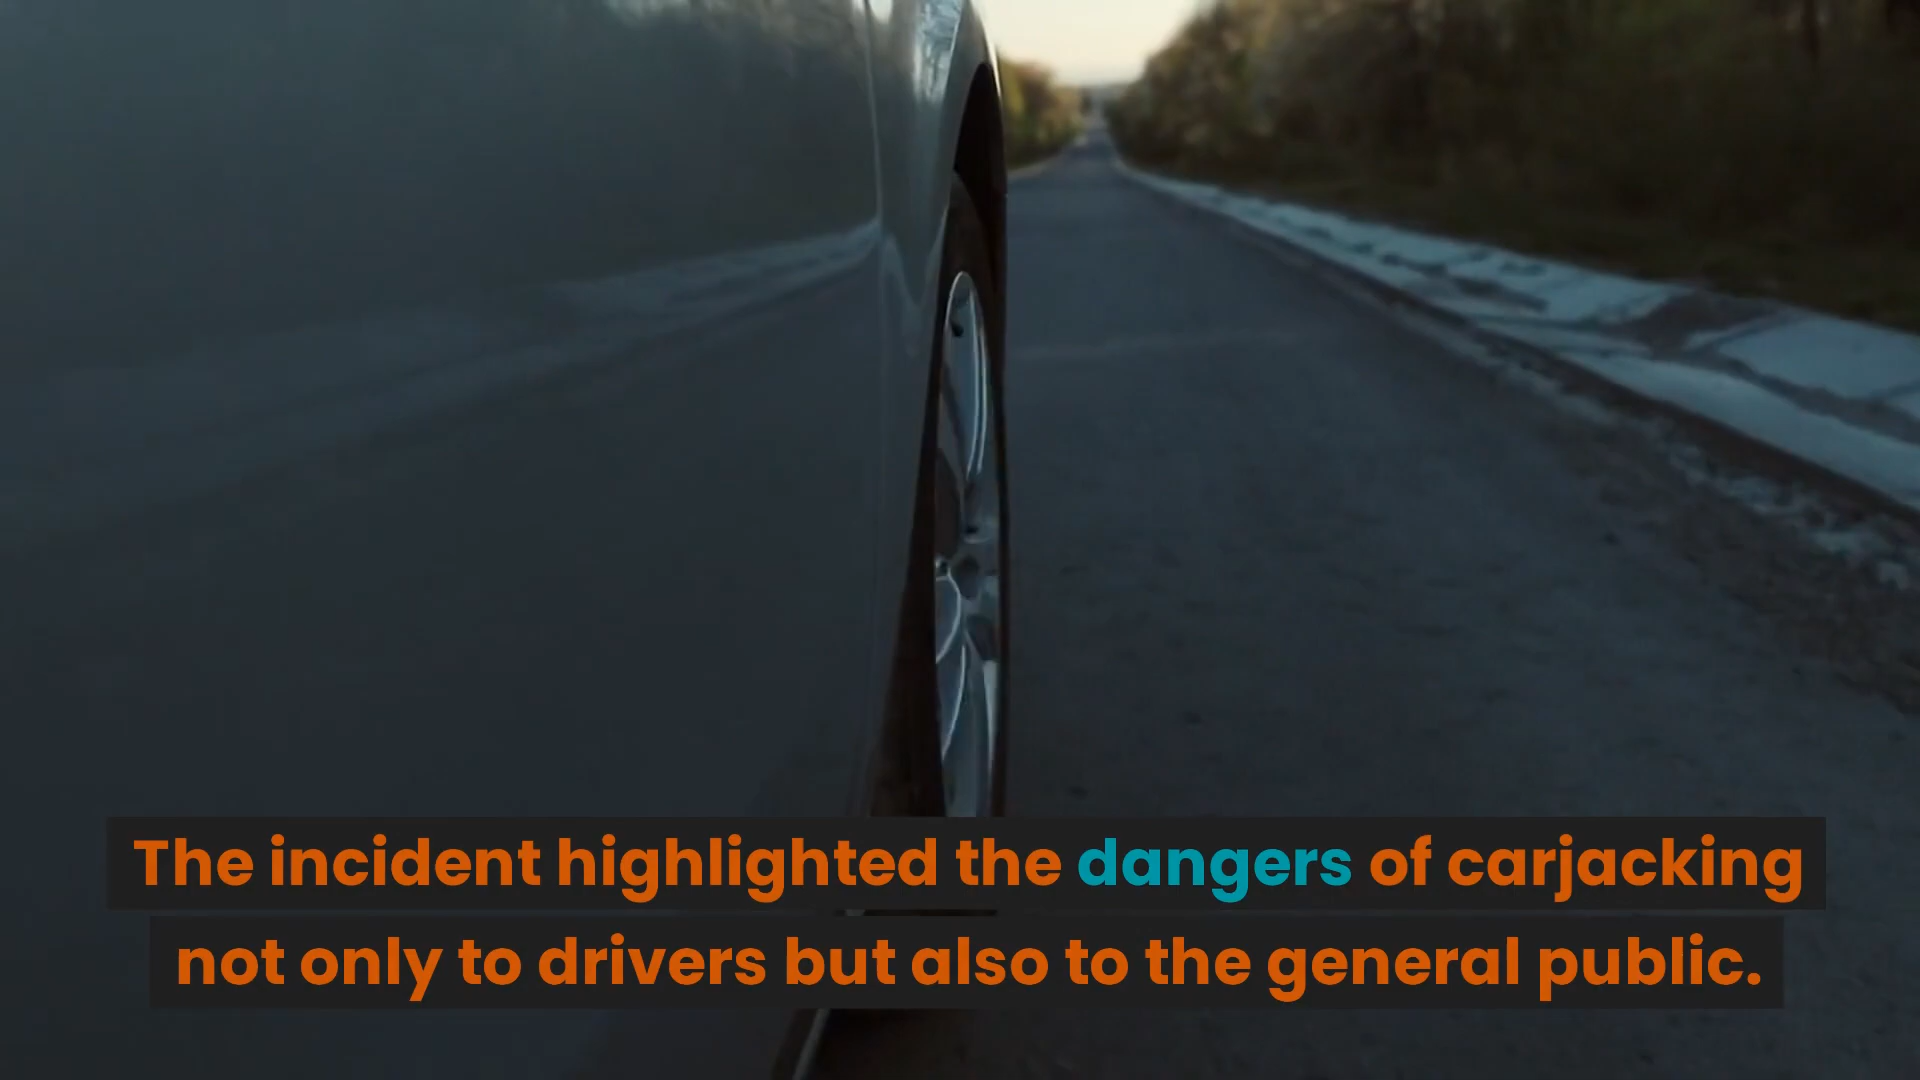 The incident highlighted the dangers of carjacking
not only to drivers but also to the general public.